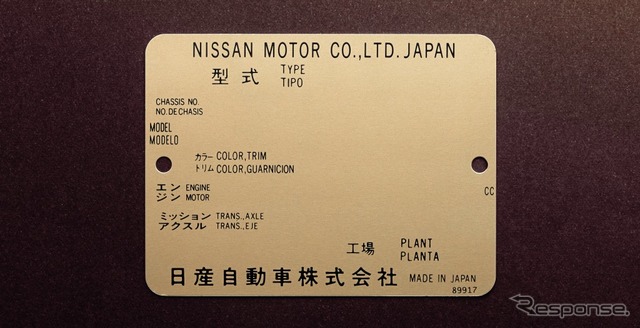 NISSAN MOTOR CO.,LTD. JAPAN
型式 TYPE
TIPO
CHASSIS NO.
NO. DE CHASIS
MODEL
MODELO
カラー COLOR,TRIM
トリム COLOR,GUARNICION
エン ENGINE
ジン MOTOR
CC
ミッション TRANS.,AXLE
アクスル TRANS.,EJE
工場 PLANT
PLANTA
日産自動車株式会社 MADE IN JAPAN
89917
Response.